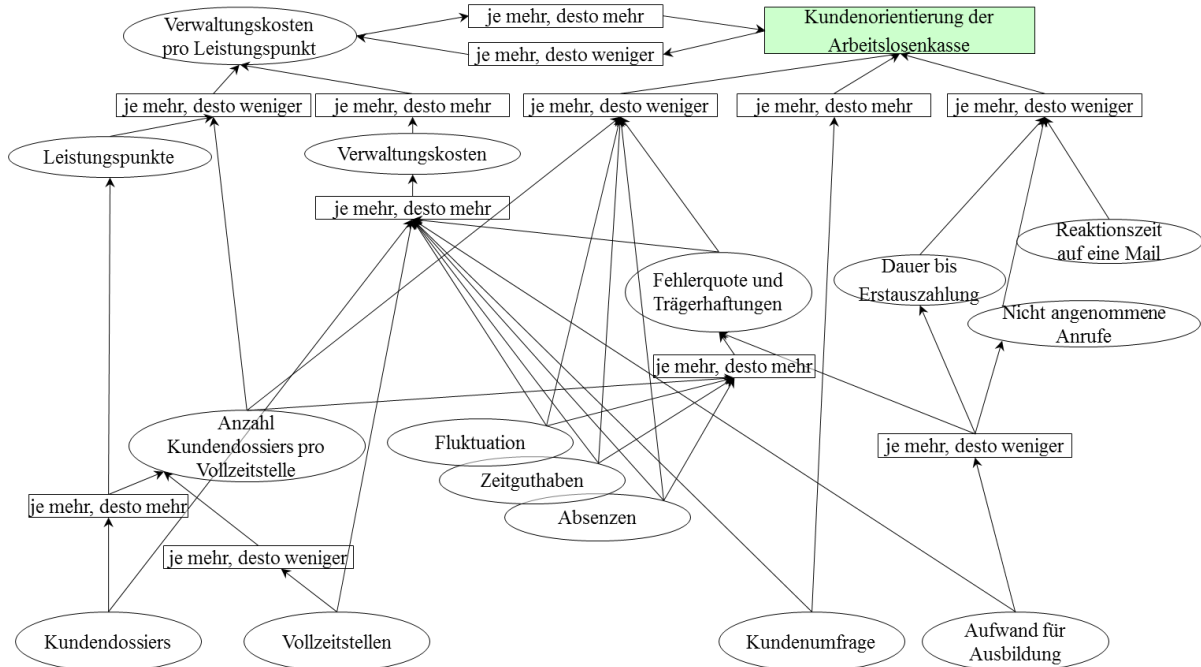 Verwaltungskosten
pro Leistungspunkt
je mehr, desto mehr
je mehr, desto weniger
Kundenorientierung der
Arbeitslosenkasse
je mehr, desto weniger
je mehr, desto mehr
je mehr, desto weniger
je mehr, desto mehr
je mehr, desto weniger
Leistungspunkte
Verwaltungskosten
je mehr, desto mehr
Reaktionszeit
auf eine Mail
Fehlerquote und
Trägerhaftungen
Dauer bis
Erstauszahlung
Nicht angenommene
Anrufe
je mehr, desto mehr
Anzahl
Kundendossiers pro
Vollzeitstelle
Fluktuation
Zeitguthaben
Absenzen
je mehr, desto weniger
je mehr, desto mehr
je mehr, desto weniger
Kundendossiers
Vollzeitstellen
Kundenumfrage
Aufwand für
Ausbildung